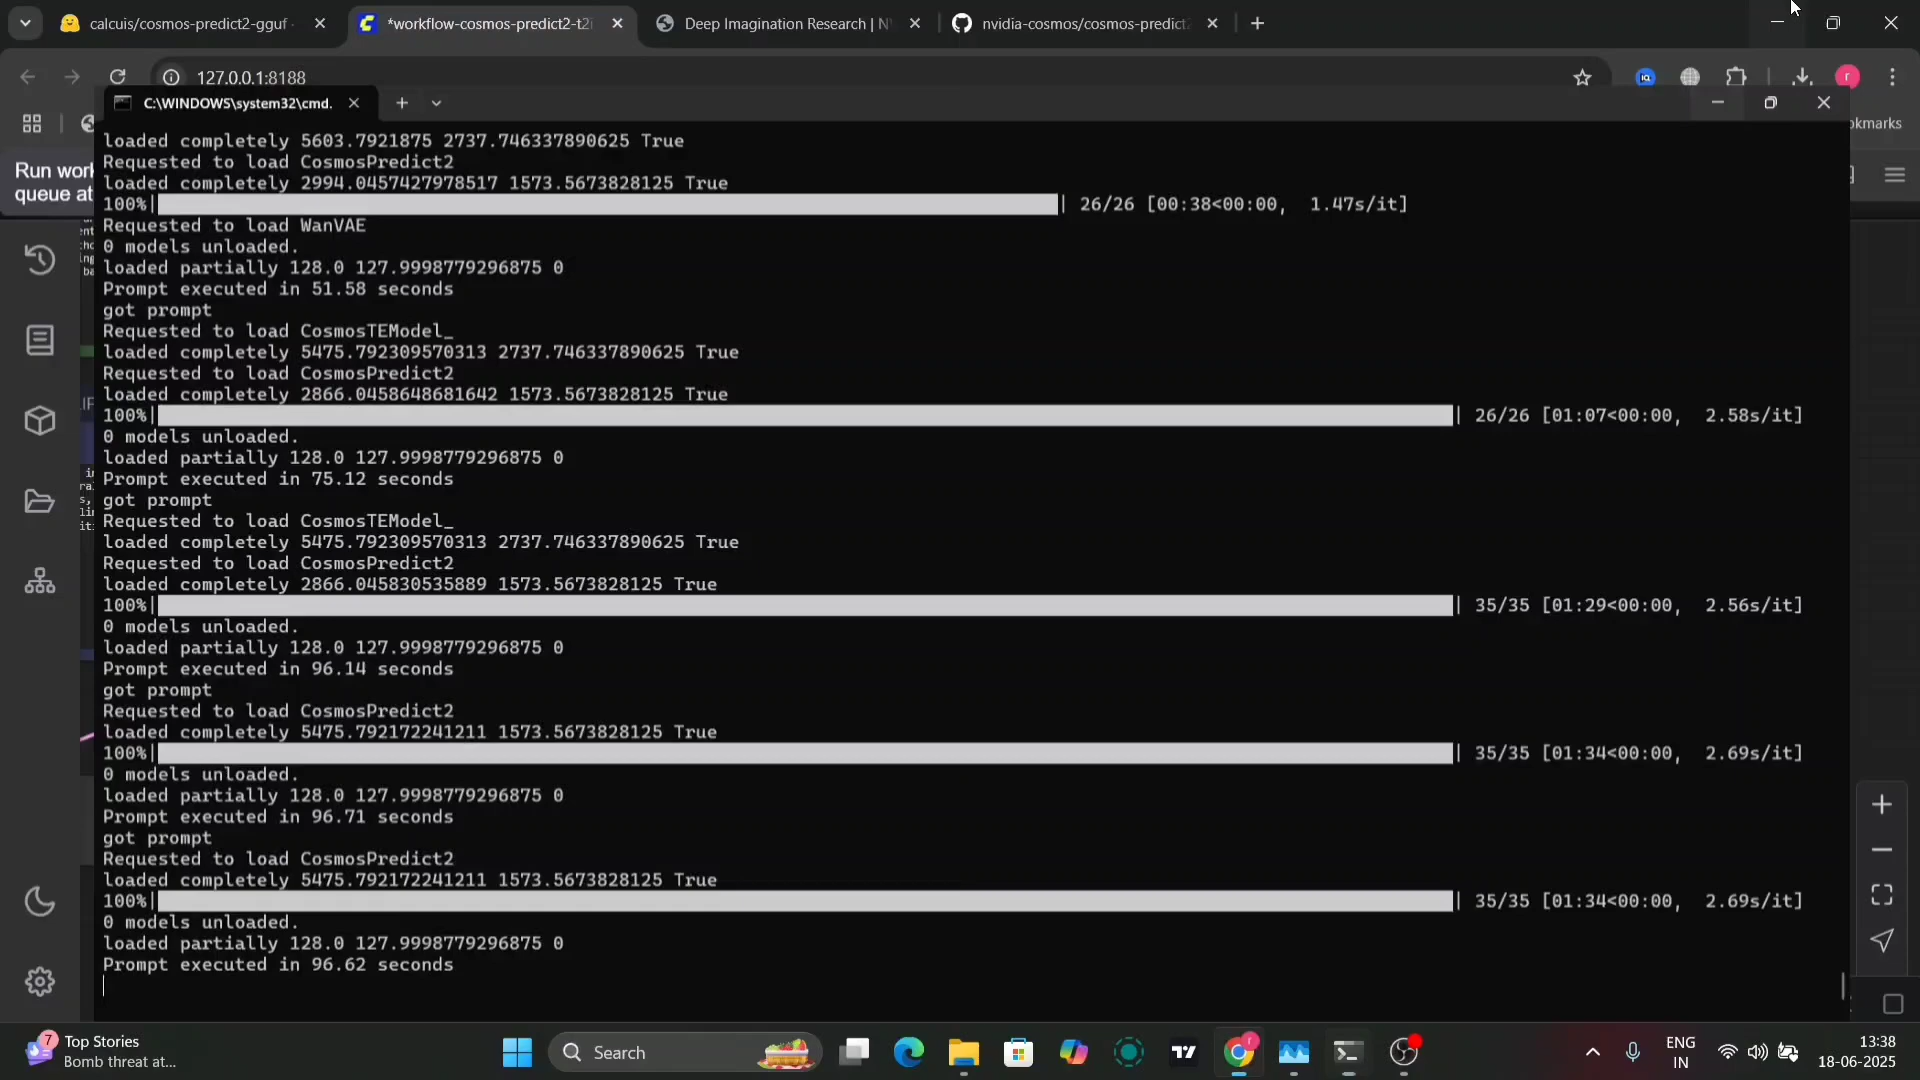 calcuis/cosmos-predict2-gguf
*workflow-cosmos-predict2-t2i
Deep Imagination Research | N
nvidia-cosmos/cosmos-predict
127.0.0.1:8188
r
C:\WINDOWS\system32\cmd.
okmarks
Run work
queue at
loaded completely 5603.7921875 2737.746337890625 True
Requested to load CosmosPredict2
loaded completely 2994.0457427978517 1573.5673828125 True
100%| | 26/26 [00:38<00:00, 1.47s/it]
Requested to load WanVAE
0 models unloaded.
loaded partially 128.0 127.9998779296875 0
Prompt executed in 51.58 seconds
got prompt
Requested to load CosmosTEModel_
loaded completely 5475.792309570313 2737.746337890625 True
Requested to load CosmosPredict2
loaded completely 2866.0458648681642 1573.5673828125 True
100%| | 26/26 [01:07<00:00, 2.58s/it]
0 models unloaded.
loaded partially 128.0 127.9998779296875 0
Prompt executed in 75.12 seconds
got prompt
Requested to load CosmosTEModel_
loaded completely 5475.792309570313 2737.746337890625 True
Requested to load CosmosPredict2
loaded completely 2866.045830535889 1573.5673828125 True
100%| | 35/35 [01:29<00:00, 2.56s/it]
0 models unloaded.
loaded partially 128.0 127.9998779296875 0
Prompt executed in 96.14 seconds
got prompt
Requested to load CosmosPredict2
loaded completely 5475.792172241211 1573.5673828125 True
100%| | 35/35 [01:34<00:00, 2.69s/it]
0 models unloaded.
loaded partially 128.0 127.9998779296875 0
Prompt executed in 96.71 seconds
got prompt
Requested to load CosmosPredict2
loaded completely 5475.792172241211 1573.5673828125 True
100%| | 35/35 [01:34<00:00, 2.69s/it]
0 models unloaded.
loaded partially 128.0 127.9998779296875 0
Prompt executed in 96.62 seconds
7
Top Stories
Bomb threat at...
Search
ENG
IN
13:38
18-06-2025